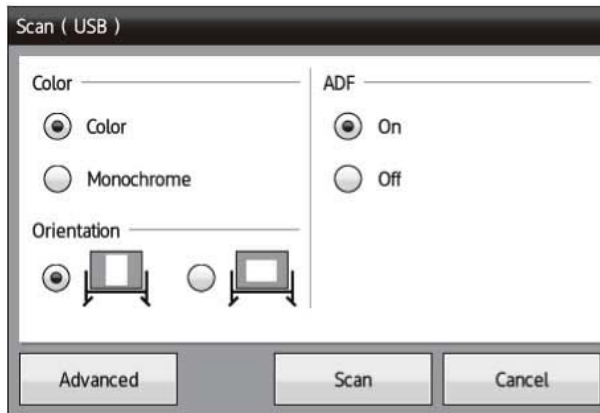 Scan ( USB )
Color
Color
Monochrome
Orientation
ADF
On
Off
Advanced
Scan
Cancel